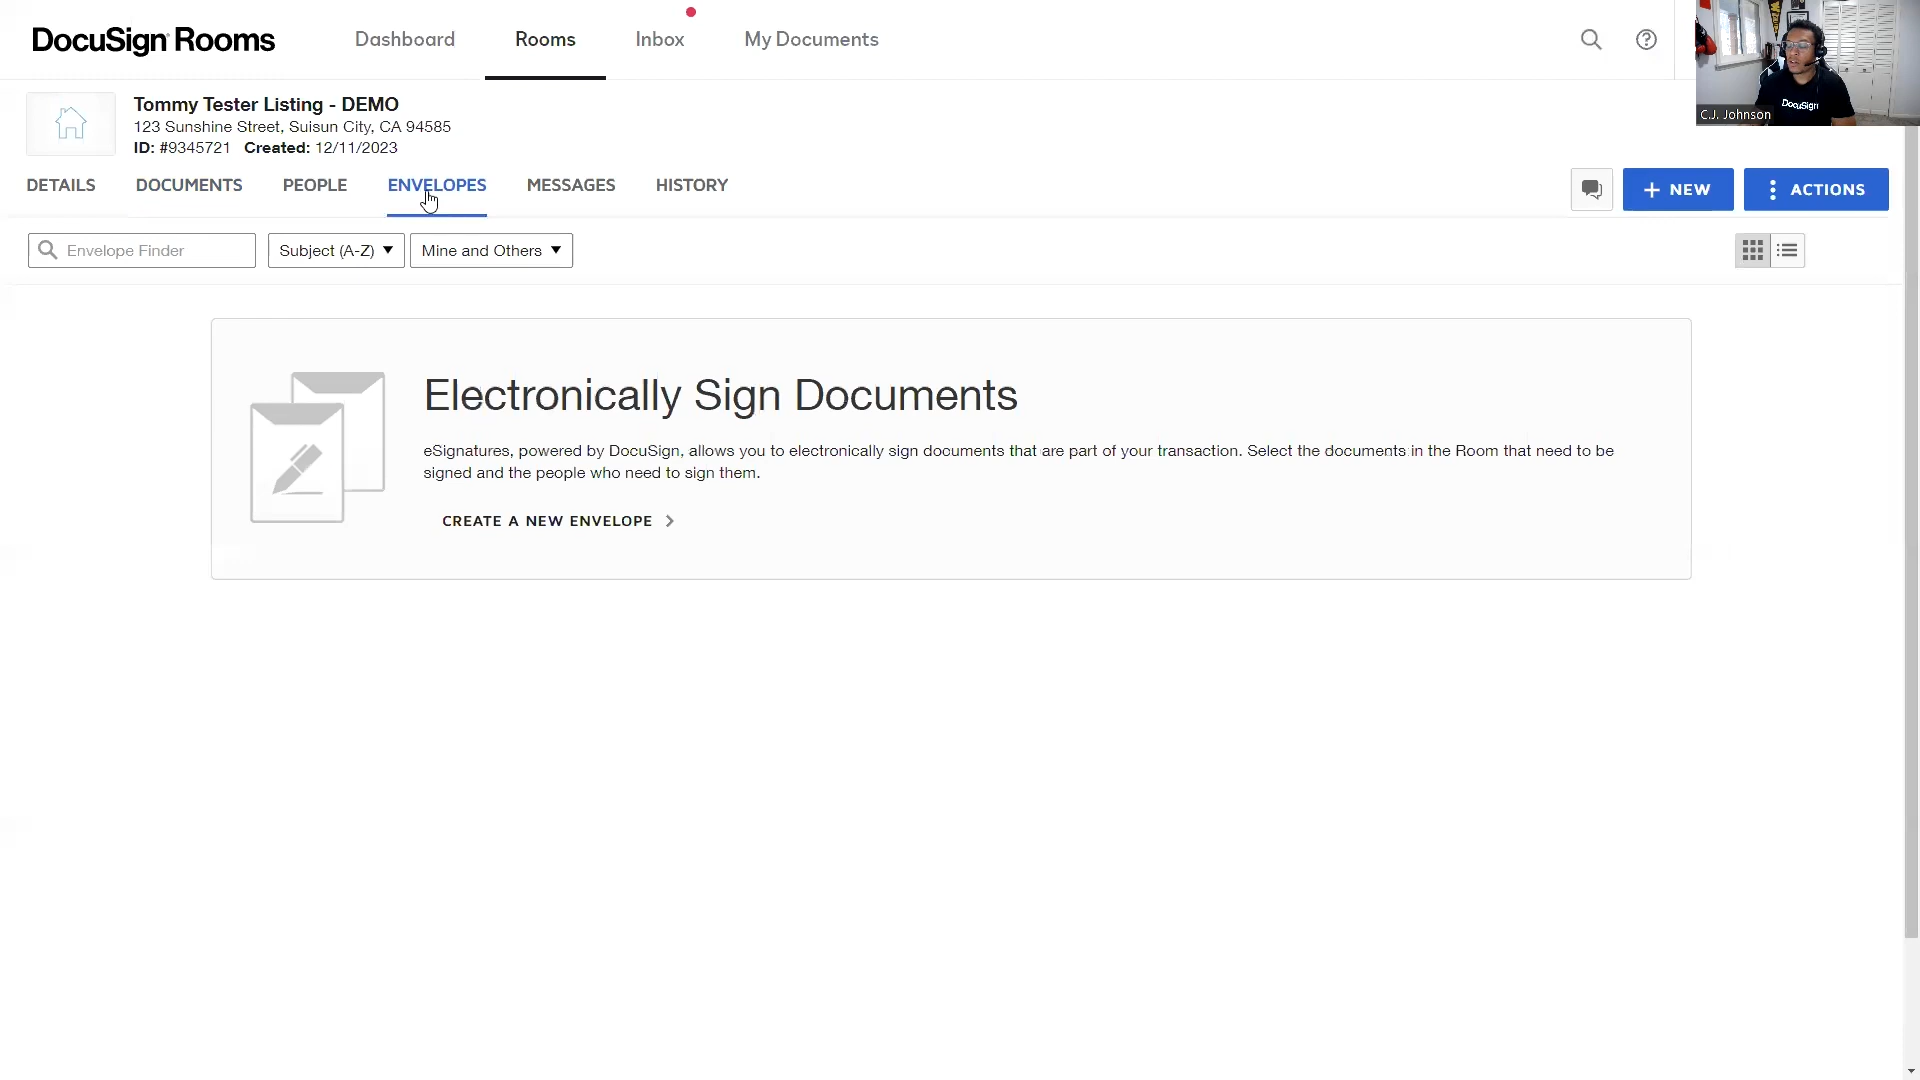 DocuSign Rooms
Dashboard
Rooms
Inbox
My Documents
Tommy Tester Listing - DEMO
123 Sunshine Street, Suisun City, CA 94585
ID: #9345721 Created: 12/11/2023
DETAILS
DOCUMENTS
PEOPLE
ENVELOPES
MESSAGES
HISTORY
+ NEW
ACTIONS
Envelope Finder
Subject (A-Z)
Mine and Others
Electronically Sign Documents
eSignatures, powered by DocuSign, allows you to electronically sign documents that are part of your transaction. Select the documents in the Room that need to be
signed and the people who need to sign them.
CREATE A NEW ENVELOPE
DocuSign
C.J. Johnson